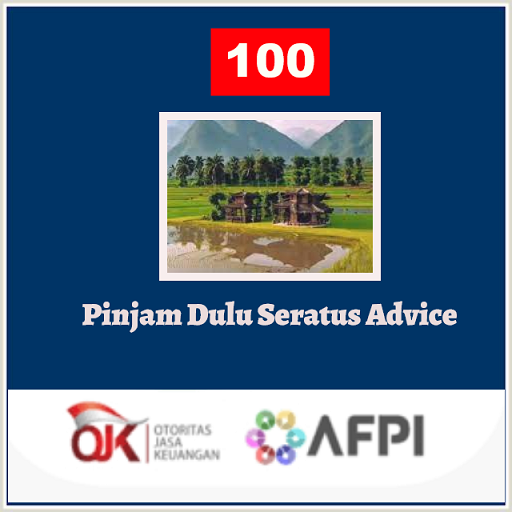 100
Pinjam Dulu Seratus Advice
OJK
OTORITAS
JASA
KEUANGAN
AFPI